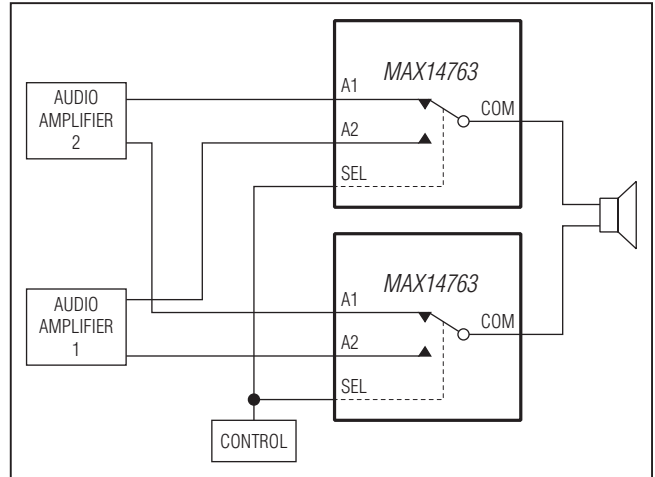 MAX14763
AUDIO
AMPLIFIER
2
A1
COM
A2
SEL
MAX14763
AUDIO
AMPLIFIER
1
A1
COM
A2
SEL
CONTROL